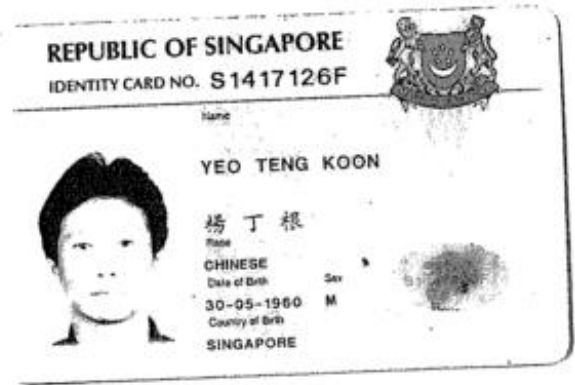 REPUBLIC OF SINGAPORE
IDENTITY CARD NO. S1417126F
Name
YEO TENG KOON
楊丁根
Race
CHINESE
Date of Birth Sex
30-05-1960 M
Country of Birth
SINGAPORE